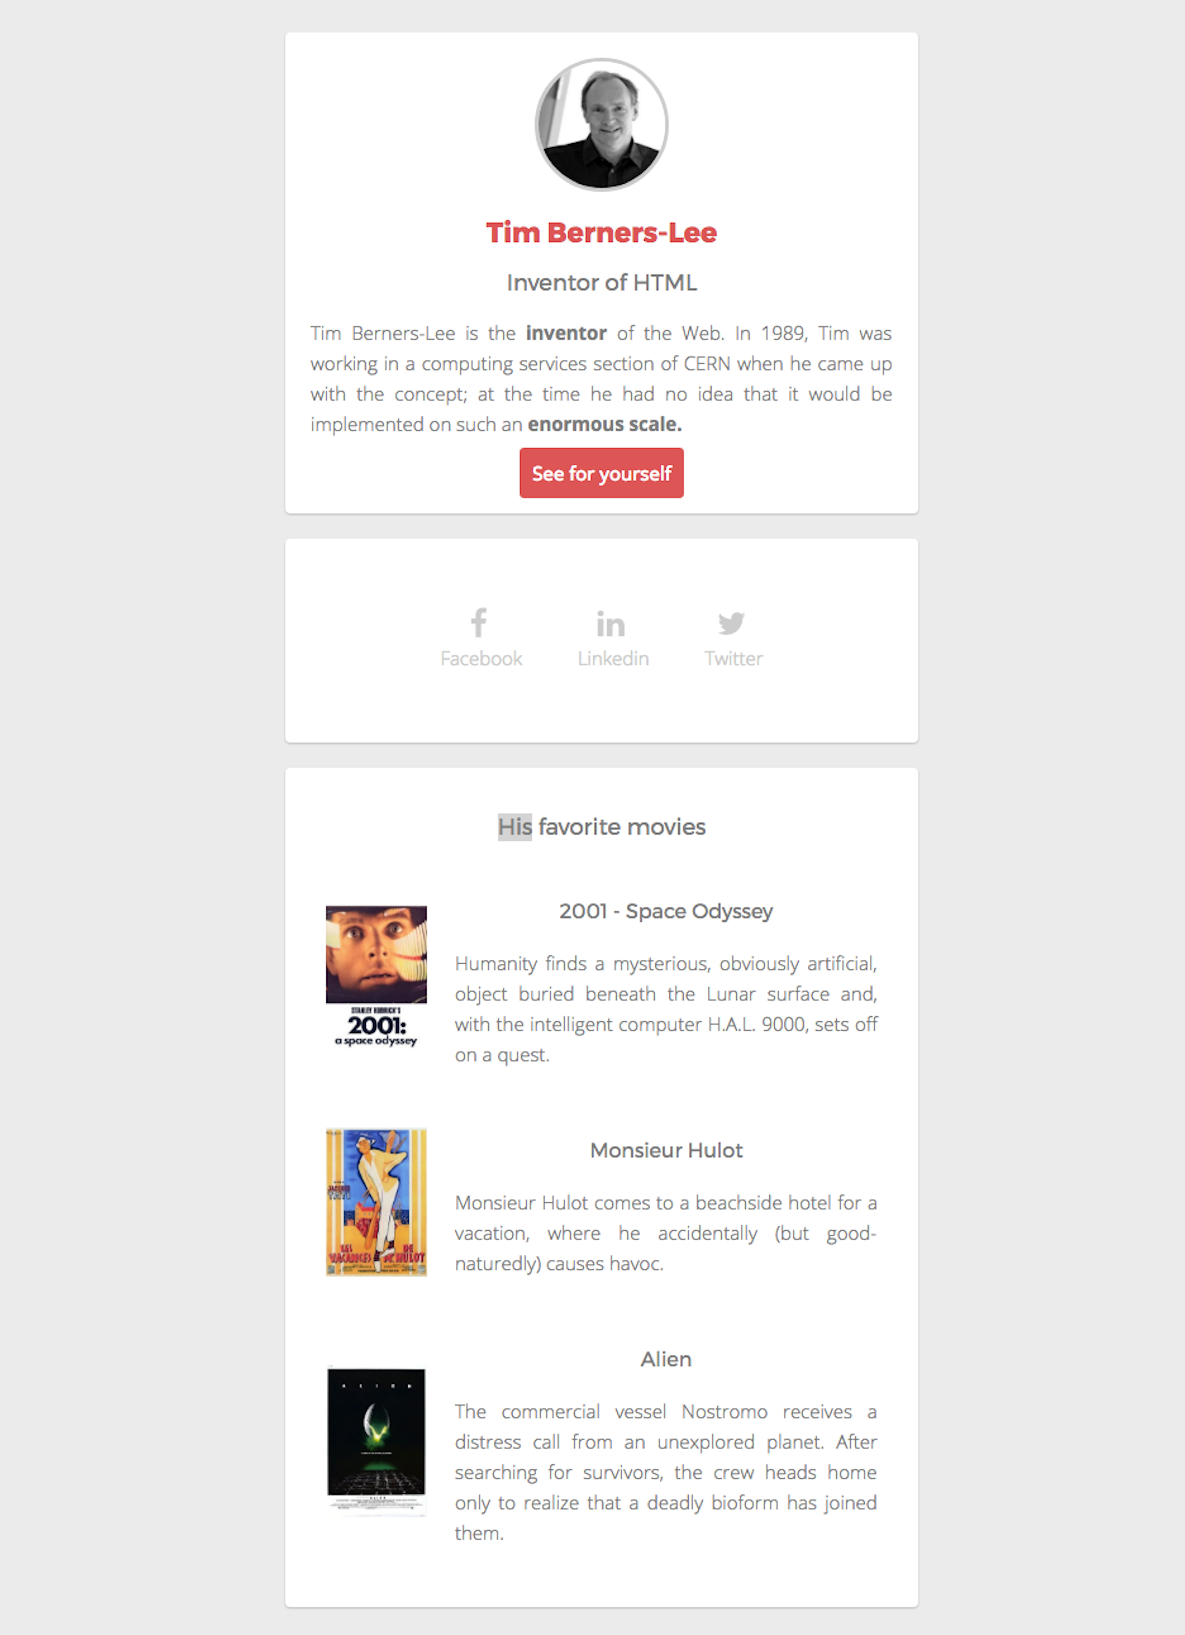 Tim Berners-Lee
Inventor of HTML
Tim Berners-Lee is the inventor of the Web. In 1989, Tim was
working in a computing services section of CERN when he came up
with the concept; at the time he had no idea that it would be
implemented on such an enormous scale.
See for yourself
Facebook
Linkedin
Twitter
His favorite movies
STANLEY KUBRICK'S
2001:
a space odyssey
2001 - Space Odyssey
Humanity finds a mysterious, obviously artificial,
object buried beneath the Lunar surface and,
with the intelligent computer H.A.L. 9000, sets off
on a quest.
JACQUES
TATI
LES
VACANCES
DE
HULOT
Monsieur Hulot
Monsieur Hulot comes to a beachside hotel for a
vacation, where he accidentally (but good-
naturedly) causes havoc.
ALIEN
Alien
The commercial vessel Nostromo receives a
distress call from an unexplored planet. After
searching for survivors, the crew heads home
only to realize that a deadly bioform has joined
them.